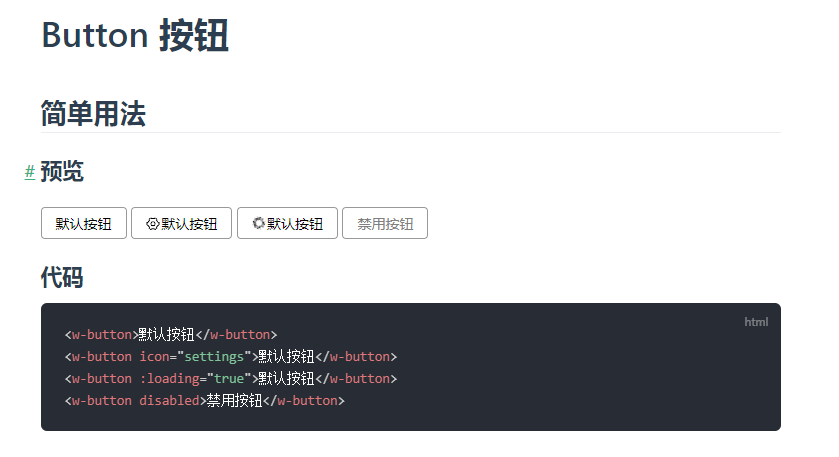 Button 按钮
简单用法
# 预览
默认按钮 默认按钮 默认按钮 禁用按钮
代码
html
<w-button>默认按钮</w-button>
<w-button icon="settings">默认按钮</w-button>
<w-button :loading="true">默认按钮</w-button>
<w-button disabled>禁用按钮</w-button>